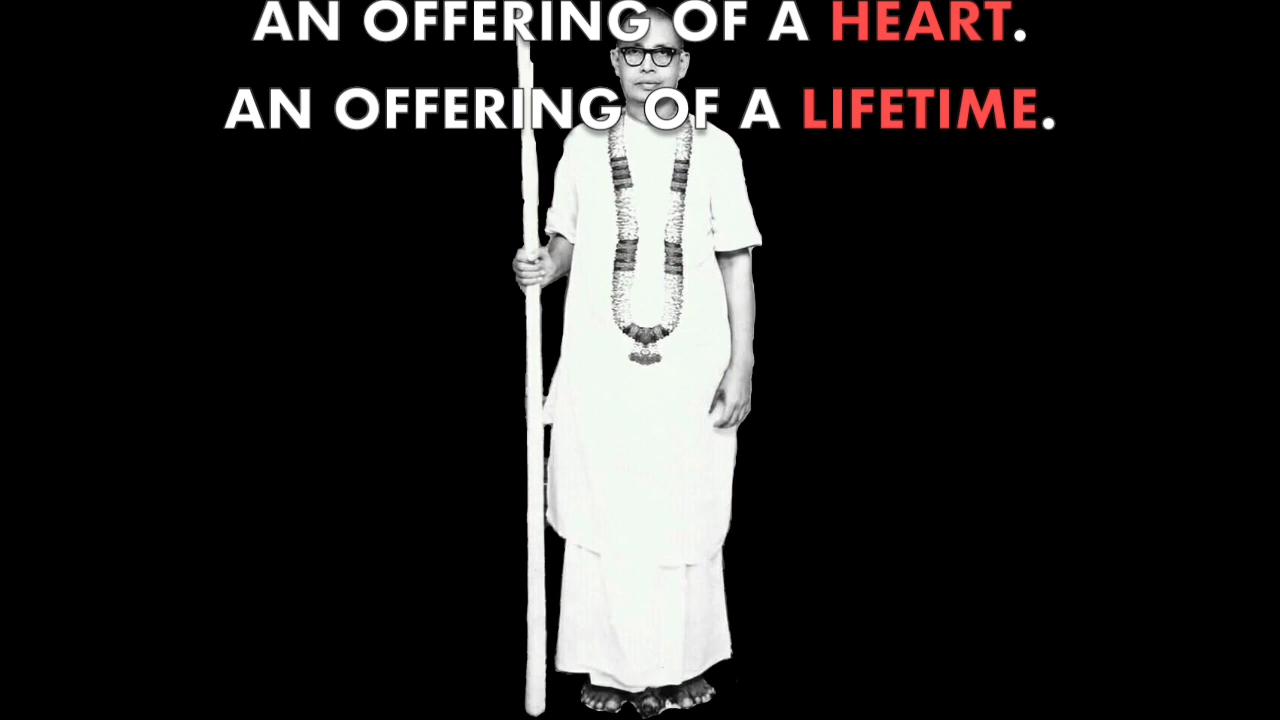 AN OFFERING OF A HEART.
AN OFFERING OF A LIFETIME.